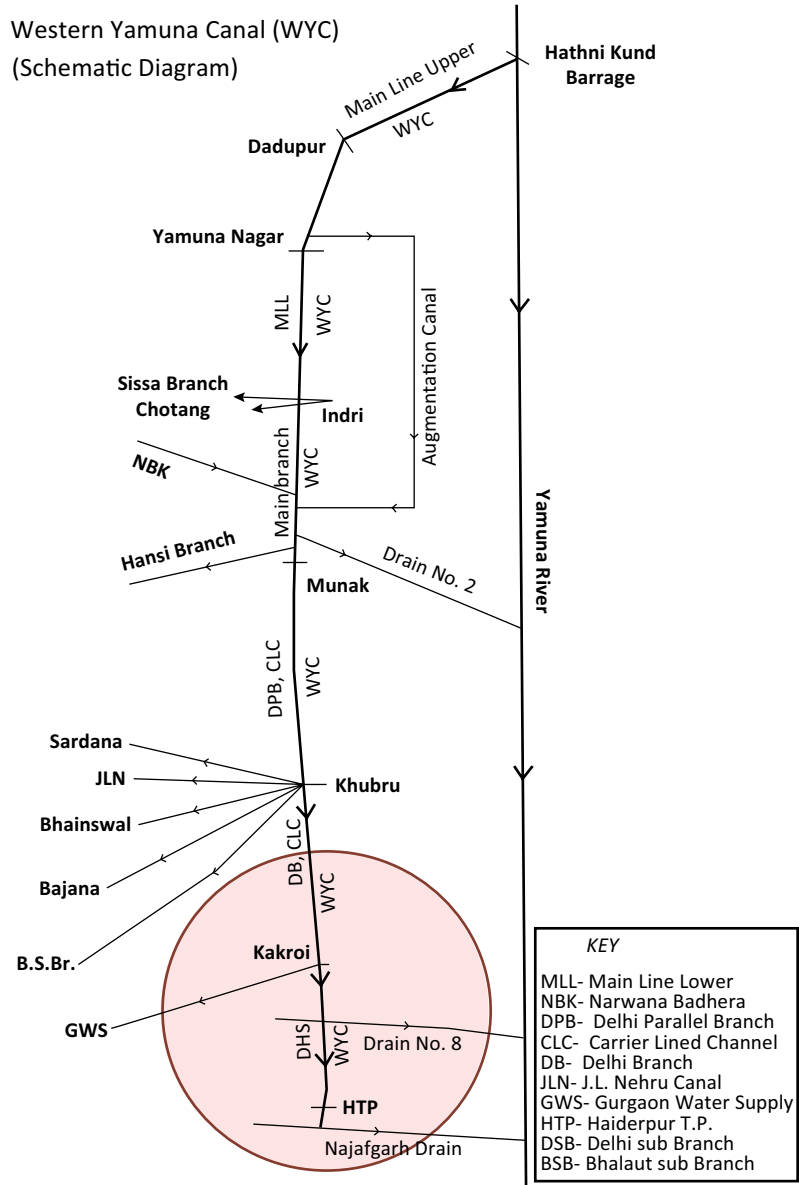 Western Yamuna Canal (WYC)
(Schematic Diagram)
Hathni Kund
Barrage
Main Line Upper
WYC
Dadupur
Yamuna Nagar
MLL
WYC
Augmentation Canal
Sissa Branch
Chotang
Indri
NBK
Main branch
WYC
Hansi Branch
Drain No. 2
Munak
Yamuna River
DPB, CLC
WYC
Sardana
JLN
Khubru
Bhainswal
DB, CLC
WYC
Bajana
B.S.Br.
Kakroi
GWS
DHS
WYC
Drain No. 8
HTP
Najafgarh Drain
KEY
MLL- Main Line Lower
NBK- Narwana Badhera
DPB- Delhi Parallel Branch
CLC- Carrier Lined Channel
DB- Delhi Branch
JLN- J.L. Nehru Canal
GWS- Gurgaon Water Supply
HTP- Haiderpur T.P.
DSB- Delhi sub Branch
BSB- Bhalaut sub Branch